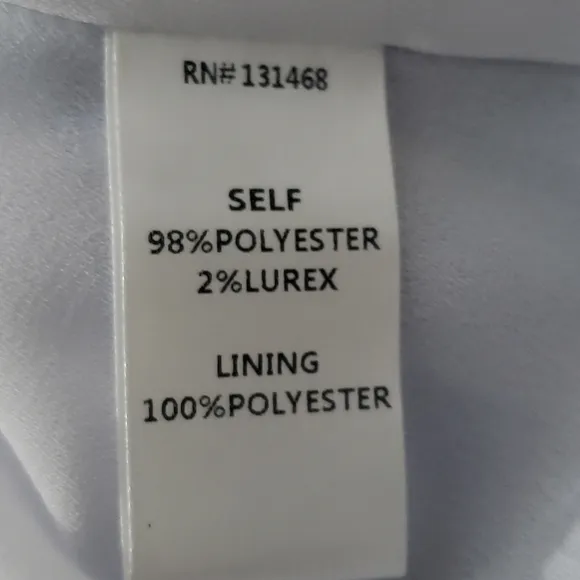 RN#131468
SELF
98%POLYESTER
2%LUREX
LINING
100%POLYESTER